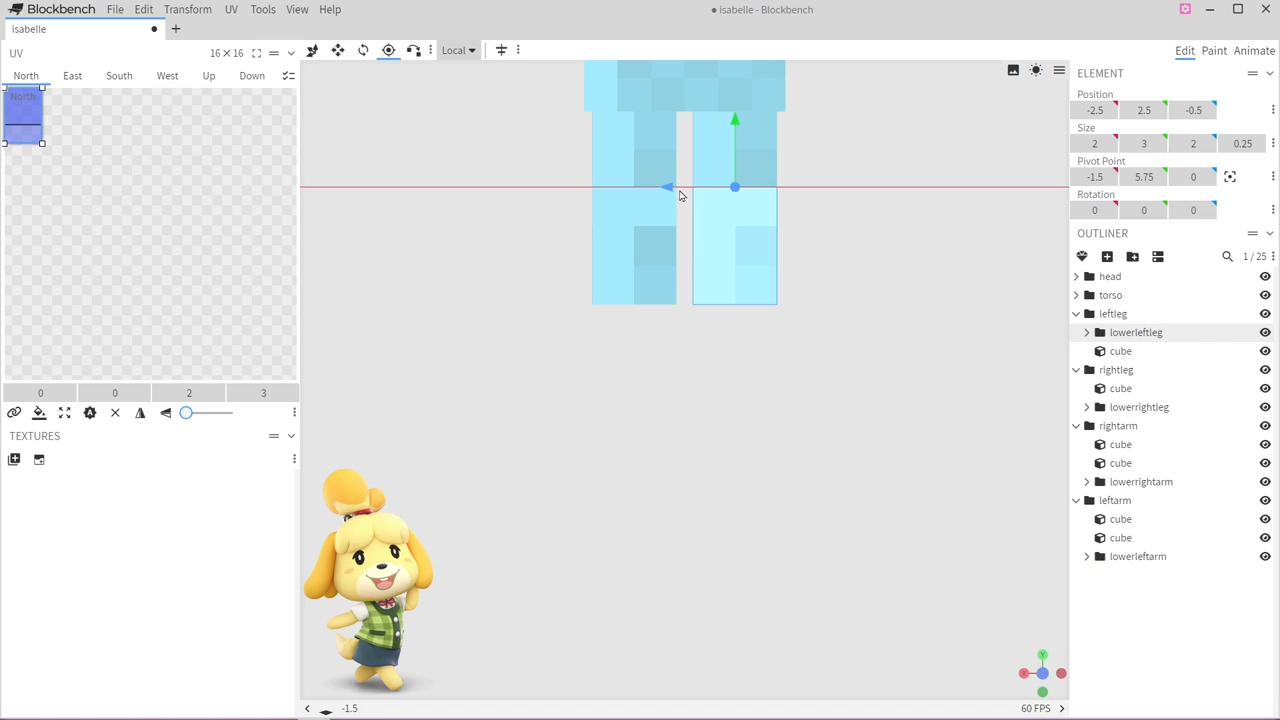 Blockbench File Edit Transform UV Tools View Help isabelle - Blockbench
isabelle
UV 16 × 16 Local Edit Paint Animate
North East South West Up Down
North
ELEMENT
Position
-2.5 2.5 -0.5
Size
2 3 2 0.25
Pivot Point
-1.5 5.75 0
Rotation
0 0 0
OUTLINER
1 / 25
head
torso
leftleg
lowerleftleg
cube
rightleg
cube
lowerrightleg
rightarm
cube
cube
lowerrightarm
leftarm
cube
cube
lowerleftarm
0 0 2 3
TEXTURES
Y
X
-1.5 60 FPS